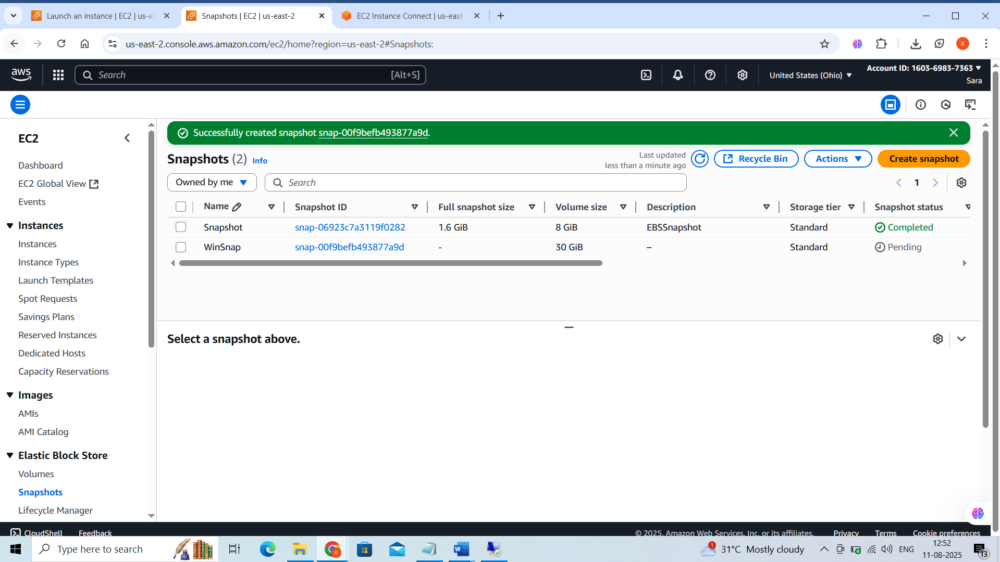 Launch an instance | EC2 | us-ea
Snapshots | EC2 | us-east-2
EC2 Instance Connect | us-east-
us-east-2.console.aws.amazon.com/ec2/home?region=us-east-2#Snapshots:
S
aws
Search
[Alt+S]
United States (Ohio)
Account ID: 1603-6983-7363
Sara
EC2
Dashboard
EC2 Global View
Events
Instances
Instances
Instance Types
Launch Templates
Spot Requests
Savings Plans
Reserved Instances
Dedicated Hosts
Capacity Reservations
Images
AMIs
AMI Catalog
Elastic Block Store
Volumes
Snapshots
Lifecycle Manager
Successfully created snapshot snap-00f9befb493877a9d.
Snapshots (2) Info
Last updated
less than a minute ago
Recycle Bin
Actions
Create snapshot
Owned by me
Search
1
Name Snapshot ID Full snapshot size Volume size Description Storage tier Snapshot status
Snapshot snap-06923c7a3119f0282 1.6 GiB 8 GiB EBSSnapshot Standard Completed
WinSnap snap-00f9befb493877a9d - 30 GiB – Standard Pending
Select a snapshot above.
CloudShell Feedback
© 2025, Amazon Web Services, Inc. or its affiliates. Privacy Terms Cookie preferences
Type here to search
1
31°C Mostly cloudy
ENG
12:52
11-08-2025
13